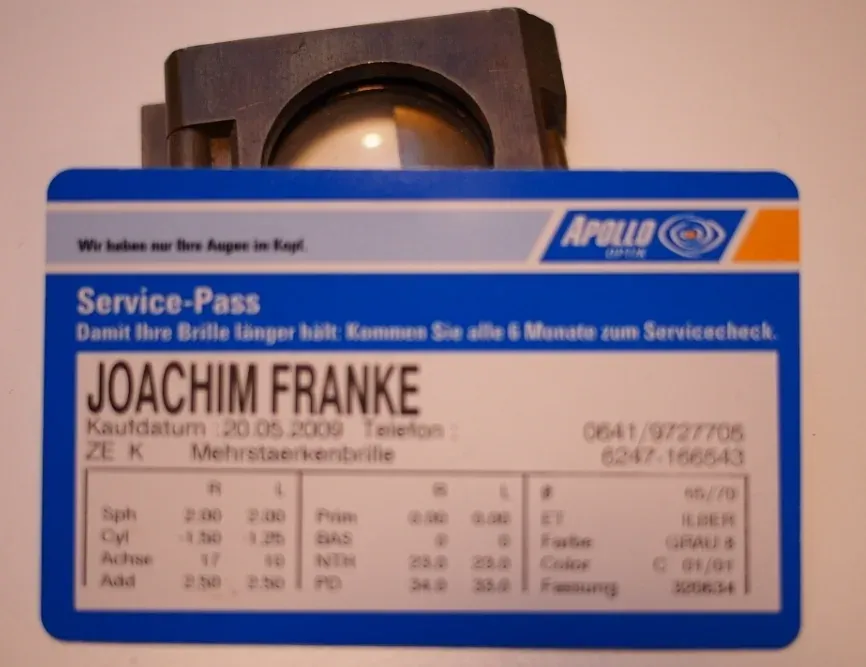 Wir haben nur Ihre Augen im Kopf.
APOLLO
OPTIK
Service-Pass
Damit Ihre Brille länger hält: Kommen Sie alle 6 Monate zum Servicecheck.
JOACHIM FRANKE
Kaufdatum :20.05.2009 Telefon : 0641/9727705
ZE K Mehrstaerkenbrille 6247-166543
R L R L ø 65/70
Sph 2.00 2.00 Prim 0.00 0.00 ET
Cyl -1.50 -1.25 BAS 0 0 Farbe GRAU 8
Achse 17 10 NTH 23.0 23.0 Color C 01/01
Add 2.50 2.50 PD 34.0 33.0 Fassung 326634